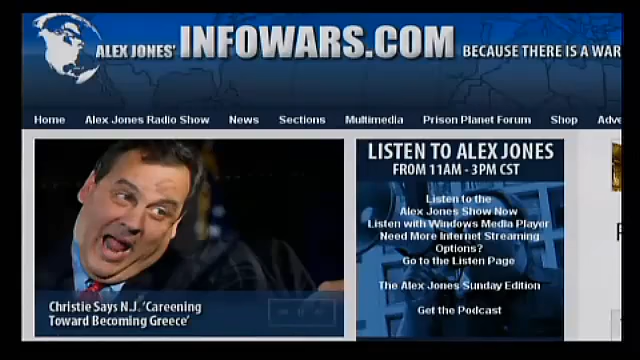 ALEX JONES' INFOWARS.COM BECAUSE THERE IS A WAR
Home Alex Jones Radio Show News Sections Multimedia Prison Planet Forum Shop Adve
LISTEN TO ALEX JONES
FROM 11AM - 3PM CST
Listen to the
Alex Jones Show Now
Listen with Windows Media Player
Need More Internet Streaming
Options?
Go to the Listen Page
The Alex Jones Sunday Edition
Get the Podcast
Christie Says N.J. 'Careening
Toward Becoming Greece'